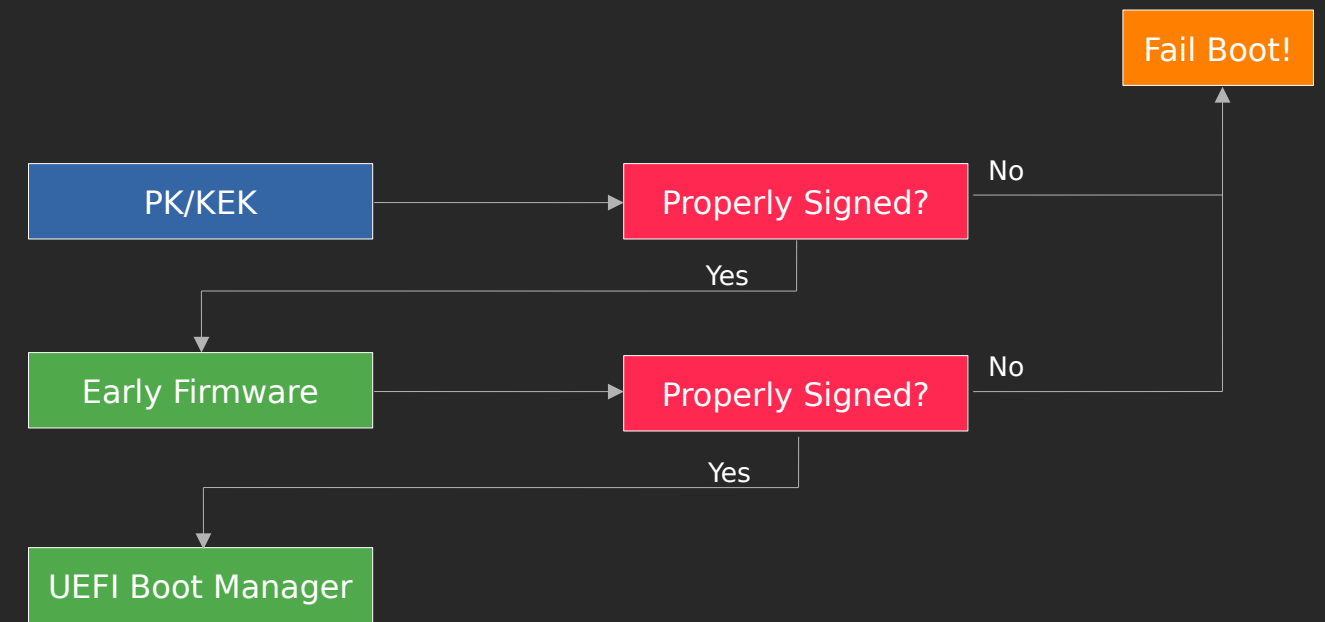 Fail Boot!
PK/KEK
Properly Signed?
No
Yes
Early Firmware
Properly Signed?
No
Yes
UEFI Boot Manager